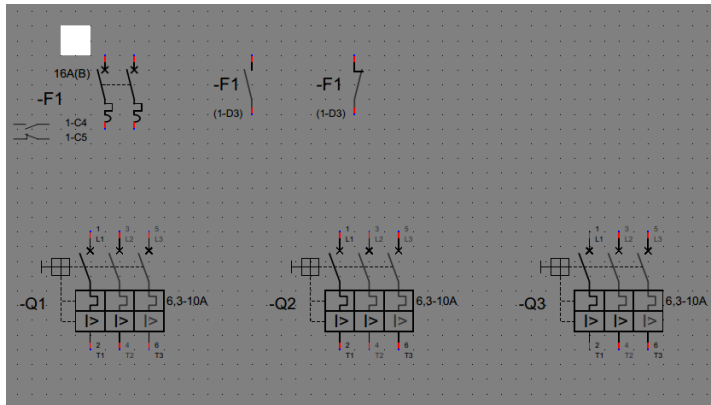 16A(B)
-F1
1-C4
1-C5
-F1
(1-D3)
-F1
(1-D3)
1 3 5
L1 L2 L3
-Q1
6,3-10A
I> I> I>
2 4 6
T1 T2 T3
1 3 5
L1 L2 L3
-Q2
6,3-10A
I> I> I>
2 4 6
T1 T2 T3
1 3 5
L1 L2 L3
-Q3
6,3-10A
I> I> I>
2 4 6
T1 T2 T3